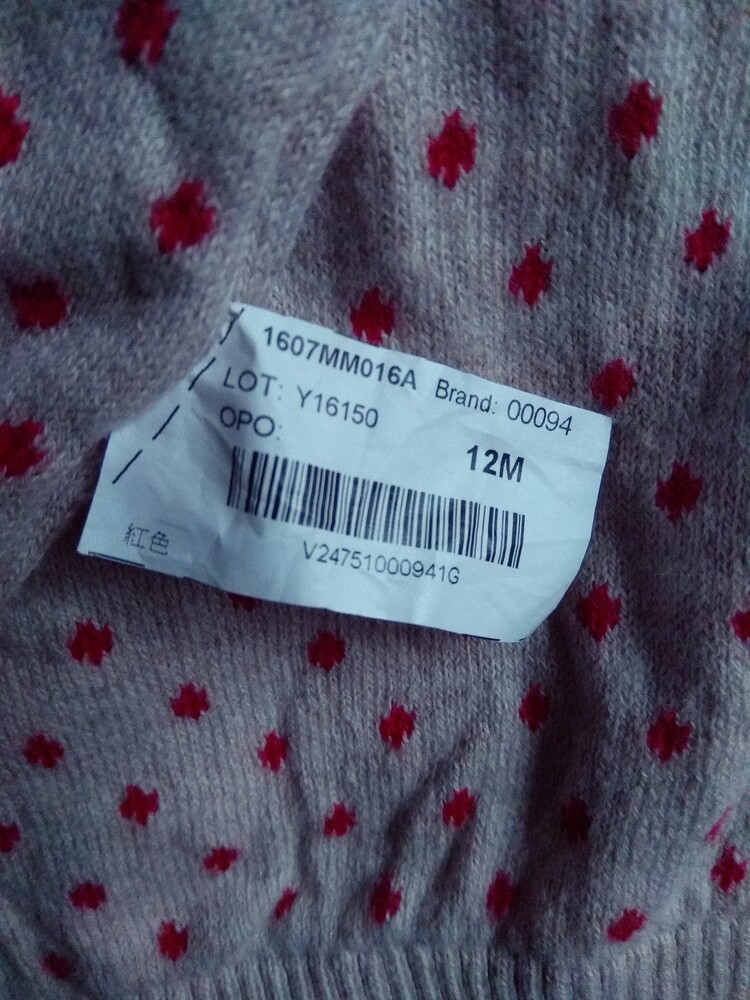 1607MM016A Brand: 00094
LOT: Y16150
OPO:
12M
V24751000941G
紅色